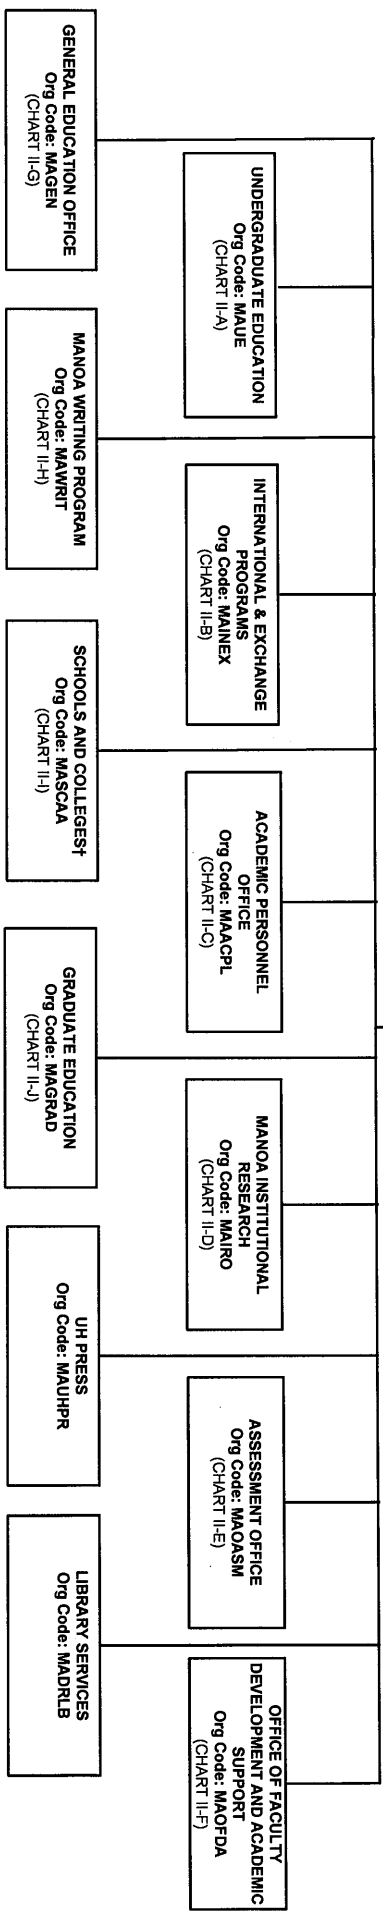 UNDERGRADUATE EDUCATION
Org Code: MAUE
(CHART II-A)
INTERNATIONAL & EXCHANGE
PROGRAMS
Org Code: MAINEX
(CHART II-B)
ACADEMIC PERSONNEL
OFFICE
Org Code: MAACPL
(CHART II-C)
MANOA INSTITUTIONAL
RESEARCH
Org Code: MAIRO
(CHART II-D)
ASSESSMENT OFFICE
Org Code: MAOASM
(CHART II-E)
OFFICE OF FACULTY
DEVELOPMENT AND ACADEMIC
SUPPORT
Org Code: MAOFDA
(CHART II-F)
GENERAL EDUCATION OFFICE
Org Code: MAGEN
(CHART II-G)
MANOA WRITING PROGRAM
Org Code: MAWRIT
(CHART II-H)
SCHOOLS AND COLLEGES†
Org Code: MASCAA
(CHART II-I)
GRADUATE EDUCATION
Org Code: MAGRAD
(CHART II-J)
UH PRESS
Org Code: MAUHPR
LIBRARY SERVICES
Org Code: MADRLB